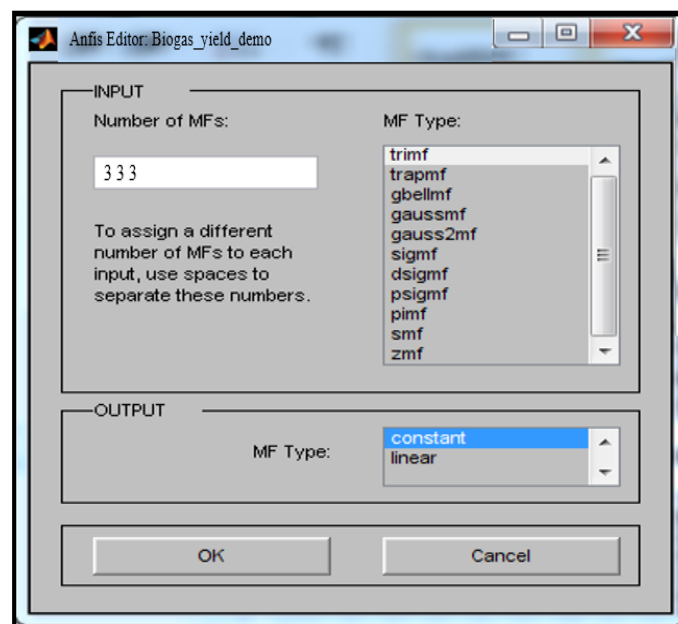 Anfis Editor: Biogas_yield_demo
INPUT
Number of MFs:
3 3 3
To assign a different
number of MFs to each
input, use spaces to
separate these numbers.
MF Type:
trimf
trapmf
gbellmf
gaussmf
gauss2mf
sigmf
dsigmf
psigmf
pimf
smf
zmf
OUTPUT
MF Type:
constant
linear
OK
Cancel